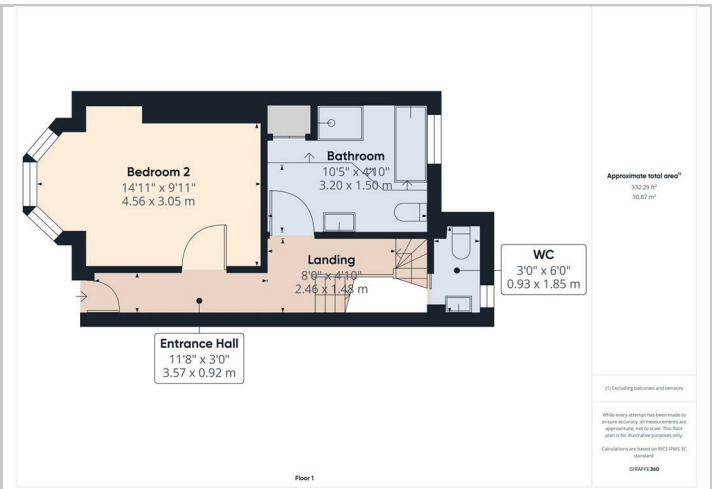 Bedroom 2
14'11" x 9'11"
4.56 x 3.05 m
Bathroom
10'5" x 4'10"
3.20 x 1.50 m
Landing
8'0" x 4'10"
2.46 x 1.48 m
WC
3'0" x 6'0"
0.93 x 1.85 m
Entrance Hall
11'8" x 3'0"
3.57 x 0.92 m
Floor 1
Approximate total area⁽¹⁾
332.29 ft²
30.87 m²
(1) Excluding balconies and terraces
While every attempt has been made to
ensure accuracy, all measurements are
approximate, not to scale. This floor
plan is for illustrative purposes only.
Calculations are based on RICS IPMS 3C
standard.
GIRAFFE360